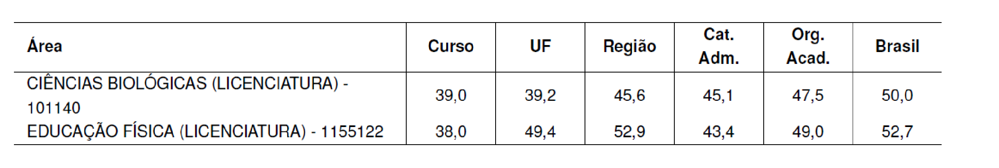 Área Curso UF Região Cat. Adm. Org. Acad. Brasil
CIÊNCIAS BIOLÓGICAS (LICENCIATURA) -
101140 39,0 39,2 45,6 45,1 47,5 50,0
EDUCAÇÃO FÍSICA (LICENCIATURA) - 1155122 38,0 49,4 52,9 43,4 49,0 52,7